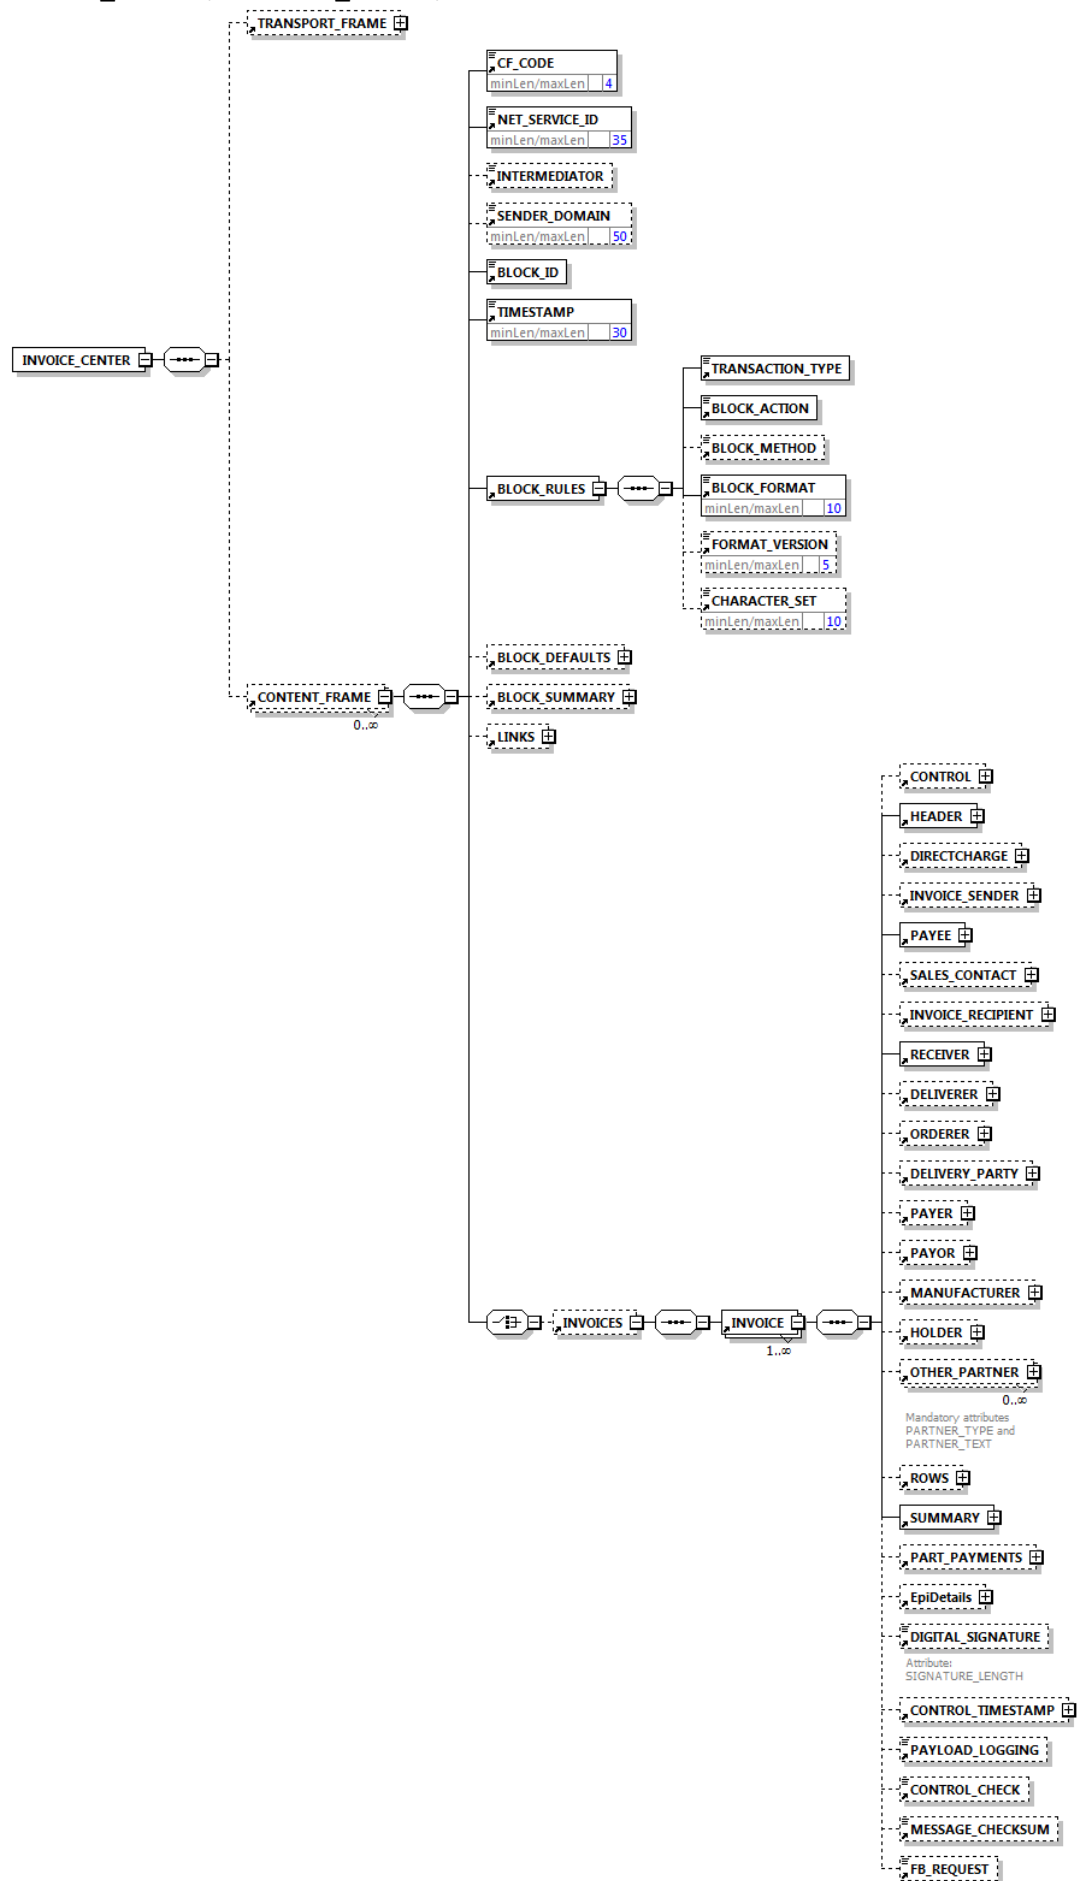 TRANSPORT_FRAME
CF_CODE
minLen/maxLen 4
NET_SERVICE_ID
minLen/maxLen 35
INTERMEDIATOR
SENDER_DOMAIN
minLen/maxLen 50
BLOCK_ID
TIMESTAMP
minLen/maxLen 30
INVOICE_CENTER
TRANSACTION_TYPE
BLOCK_ACTION
BLOCK_METHOD
BLOCK_RULES
BLOCK_FORMAT
minLen/maxLen 10
FORMAT_VERSION
minLen/maxLen 5
CHARACTER_SET
minLen/maxLen 10
BLOCK_DEFAULTS
CONTENT_FRAME
0..∞
BLOCK_SUMMARY
LINKS
CONTROL
HEADER
DIRECTCHARGE
INVOICE_SENDER
PAYEE
SALES_CONTACT
INVOICE_RECIPIENT
RECEIVER
DELIVERER
ORDERER
DELIVERY_PARTY
PAYER
PAYOR
MANUFACTURER
INVOICES
INVOICE
1..∞
HOLDER
OTHER_PARTNER
0..∞
Mandatory attributes
PARTNER_TYPE and
PARTNER_TEXT
ROWS
SUMMARY
PART_PAYMENTS
EpiDetails
DIGITAL_SIGNATURE
Attribute:
SIGNATURE_LENGTH
CONTROL_TIMESTAMP
PAYLOAD_LOGGING
CONTROL_CHECK
MESSAGE_CHECKSUM
FB_REQUEST